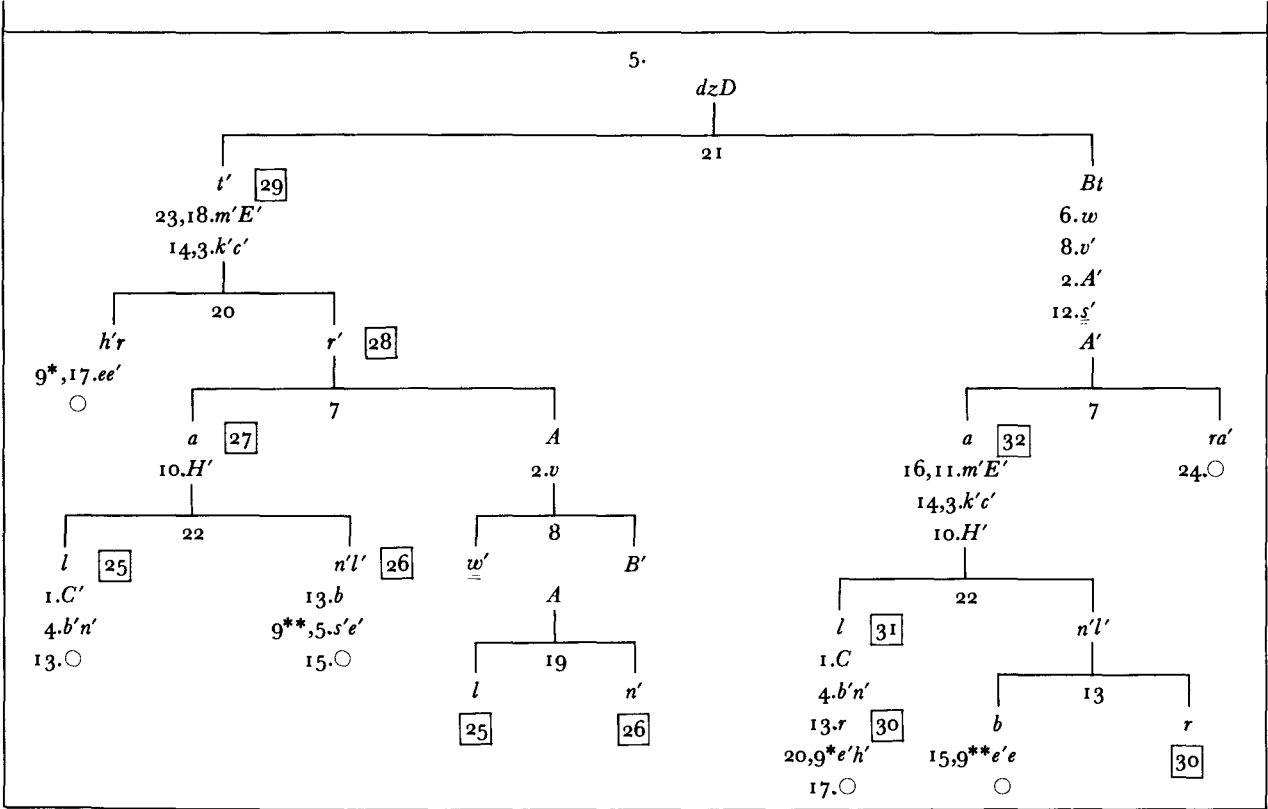 5.
dzD
21
t′ 29 Bt
23,18.m′E′ 6.w
14,3.k′c′ 8.v′
2.A′
20 12.s′
h′r r′ 28 A′
9*,17.ee′
○ 7 7
a 27 A a 32 ra′
10.H′ 2.v 16,11.m′E′ 24.○
14,3.k′c′
22 8 10.H′
l 25 n′l′ 26 w′ B′
1.C′ 13.b A 22
4.b′n′ 9**,5.s′e′ l 31 n′l′
13.○ 15.○ 19 1.C
l n′ 4.b′n′ 13
25 26 13.r 30 b r
20,9*e′h′ 15,9**e′e 30
17.○ ○